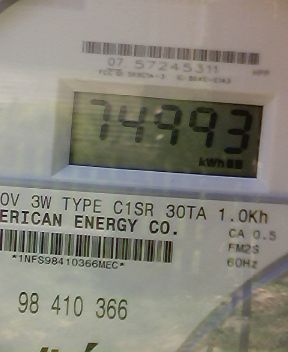 07 57245311
74993
kWh
0V 3W TYPE C1SR 30TA 1.0Kh
ERICAN ENERGY CO.
CA 0.5
FM2S
60Hz
*1NFS98410366MEC*
98 410 366